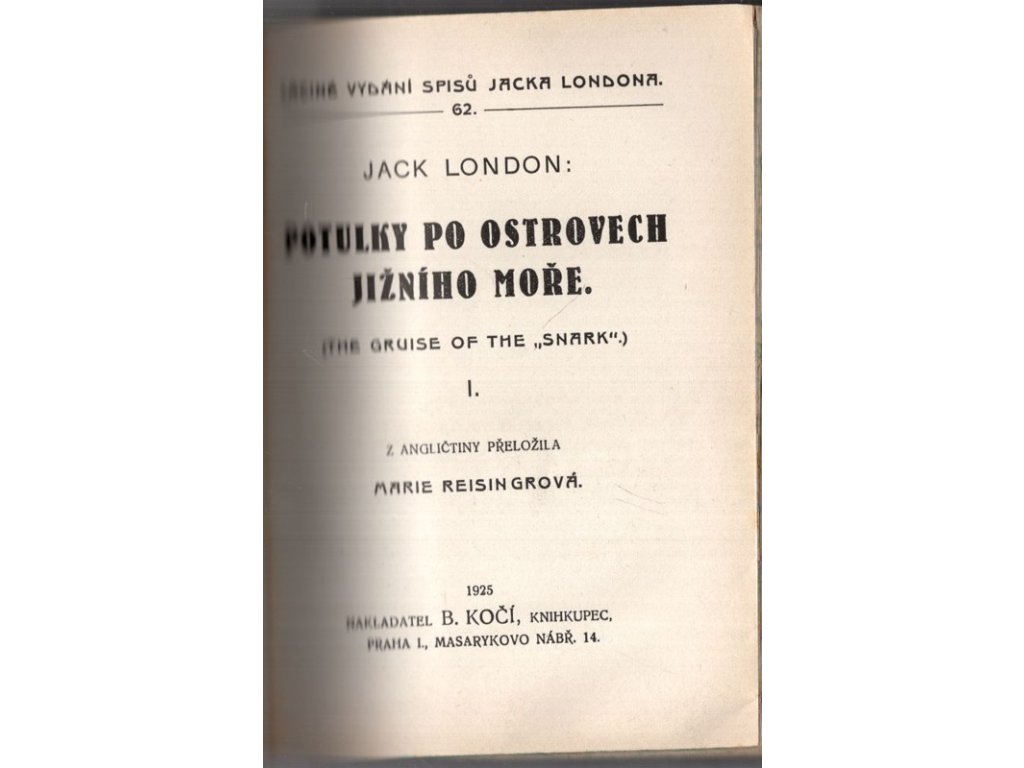 VYDÁNÍ SPISŮ JACKA LONDONA.
62.
JACK LONDON:
POTULKY PO OSTROVECH
JIŽNÍHO MOŘE.
(THE GRUISE OF THE „SNARK“.)
I.
Z ANGLIČTINY PŘELOŽILA
MARIE REISINGROVÁ.
1925
NAKLADATEL B. KOČÍ, KNIHKUPEC,
PRAHA I., MASARYKOVO NÁBŘ. 14.